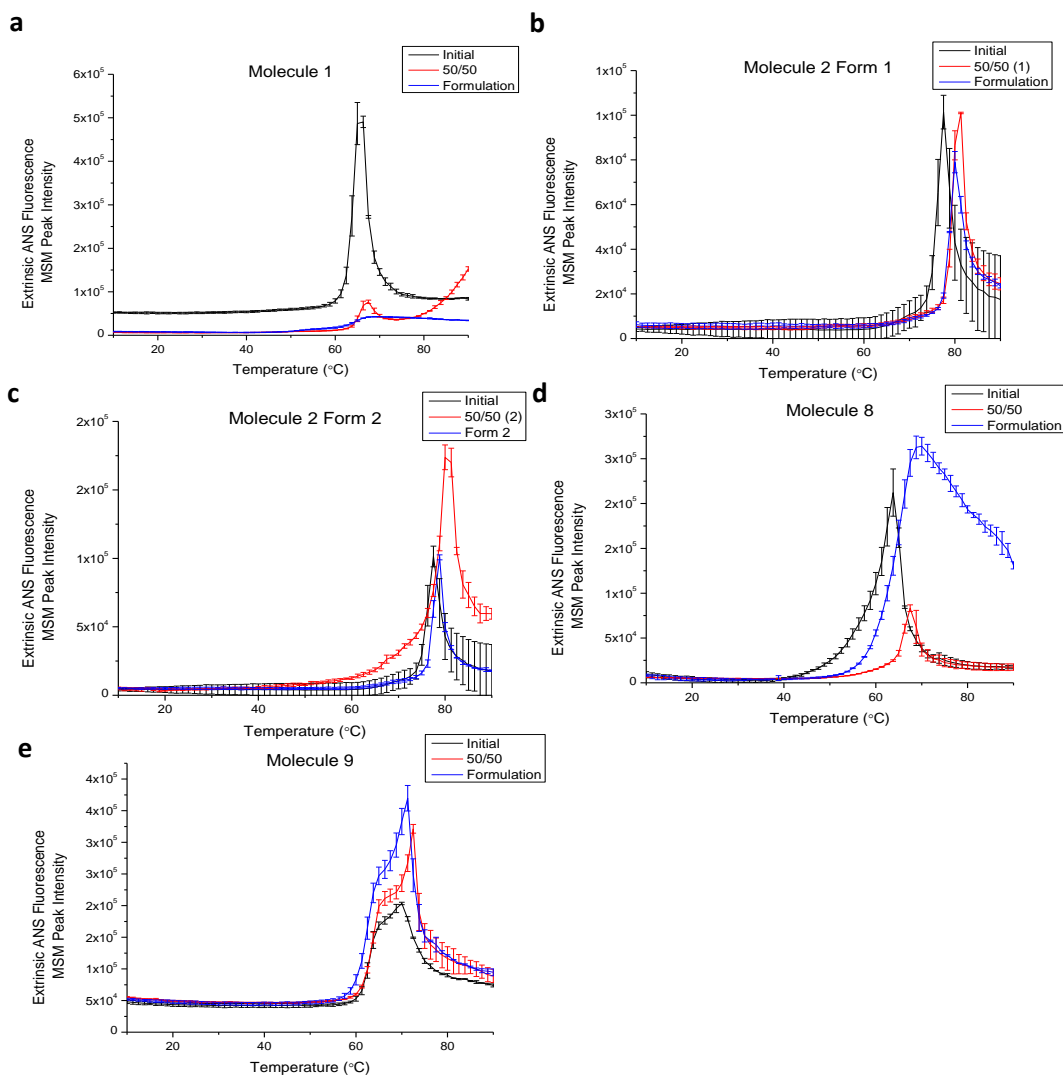 a
Molecule 1
Initial
50/50
Formulation
6x10⁵
5x10⁵
4x10⁵
3x10⁵
2x10⁵
1x10⁵
0
20 40 60 80
Temperature (°C)
Extrinsic ANS Fluorescence
MSM Peak Intensity
b
Molecule 2 Form 1
Initial
50/50 (1)
Formulation
1x10⁵
1x10⁵
8x10⁴
6x10⁴
4x10⁴
2x10⁴
0
20 40 60 80
Temperature (°C)
Extrinsic ANS Fluorescence
MSM Peak Intensity
c
Molecule 2 Form 2
Initial
50/50 (2)
Form 2
2x10⁵
2x10⁵
1x10⁵
5x10⁴
0
20 40 60 80
Temperature (°C)
Extrinsic ANS Fluorescence
MSM Peak Intensity
d
Molecule 8
Initial
50/50
Formulation
3x10⁵
3x10⁵
2x10⁵
2x10⁵
1x10⁵
5x10⁴
0
20 40 60 80
Temperature (°C)
Extrinsic ANS Fluorescence
MSM Peak Intensity
e
Molecule 9
Initial
50/50
Formulation
4x10⁵
4x10⁵
3x10⁵
3x10⁵
2x10⁵
2x10⁵
1x10⁵
5x10⁴
0
20 40 60 80
Temperature (°C)
Extrinsic ANS Fluorescence
MSM Peak Intensity